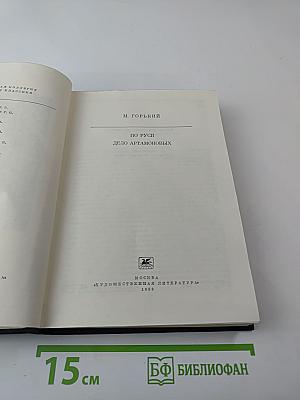 М. ГОРЬКИЙ
ПО РУСИ
ДЕЛО АРТАМОНОВЫХ
МОСКВА
«ХУДОЖЕСТВЕННАЯ ЛИТЕРАТУРА»
15 см
БФ БИБЛИОФАН